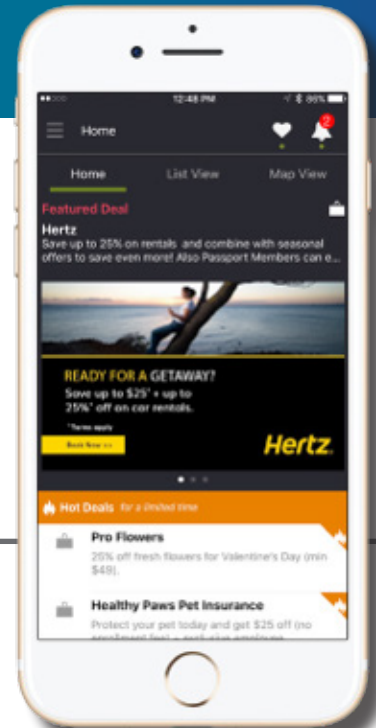 12:48 PM 86%
Home 2
Home List View Map View
Featured Deal
Hertz
Save up to 25% on rentals and combine with seasonal
offers to save even more! Also Passport Members can e...
READY FOR A GETAWAY?
Save up to $25* + up to
25%* off on car rentals.
*Terms apply
Book Now >>
Hertz.
Hot Deals for a limited time
Pro Flowers
25% off fresh flowers for Valentine's Day (min
$49).
Healthy Paws Pet Insurance
Protect your pet today and get $25 off (no
enrollment fee) + exclusive employee